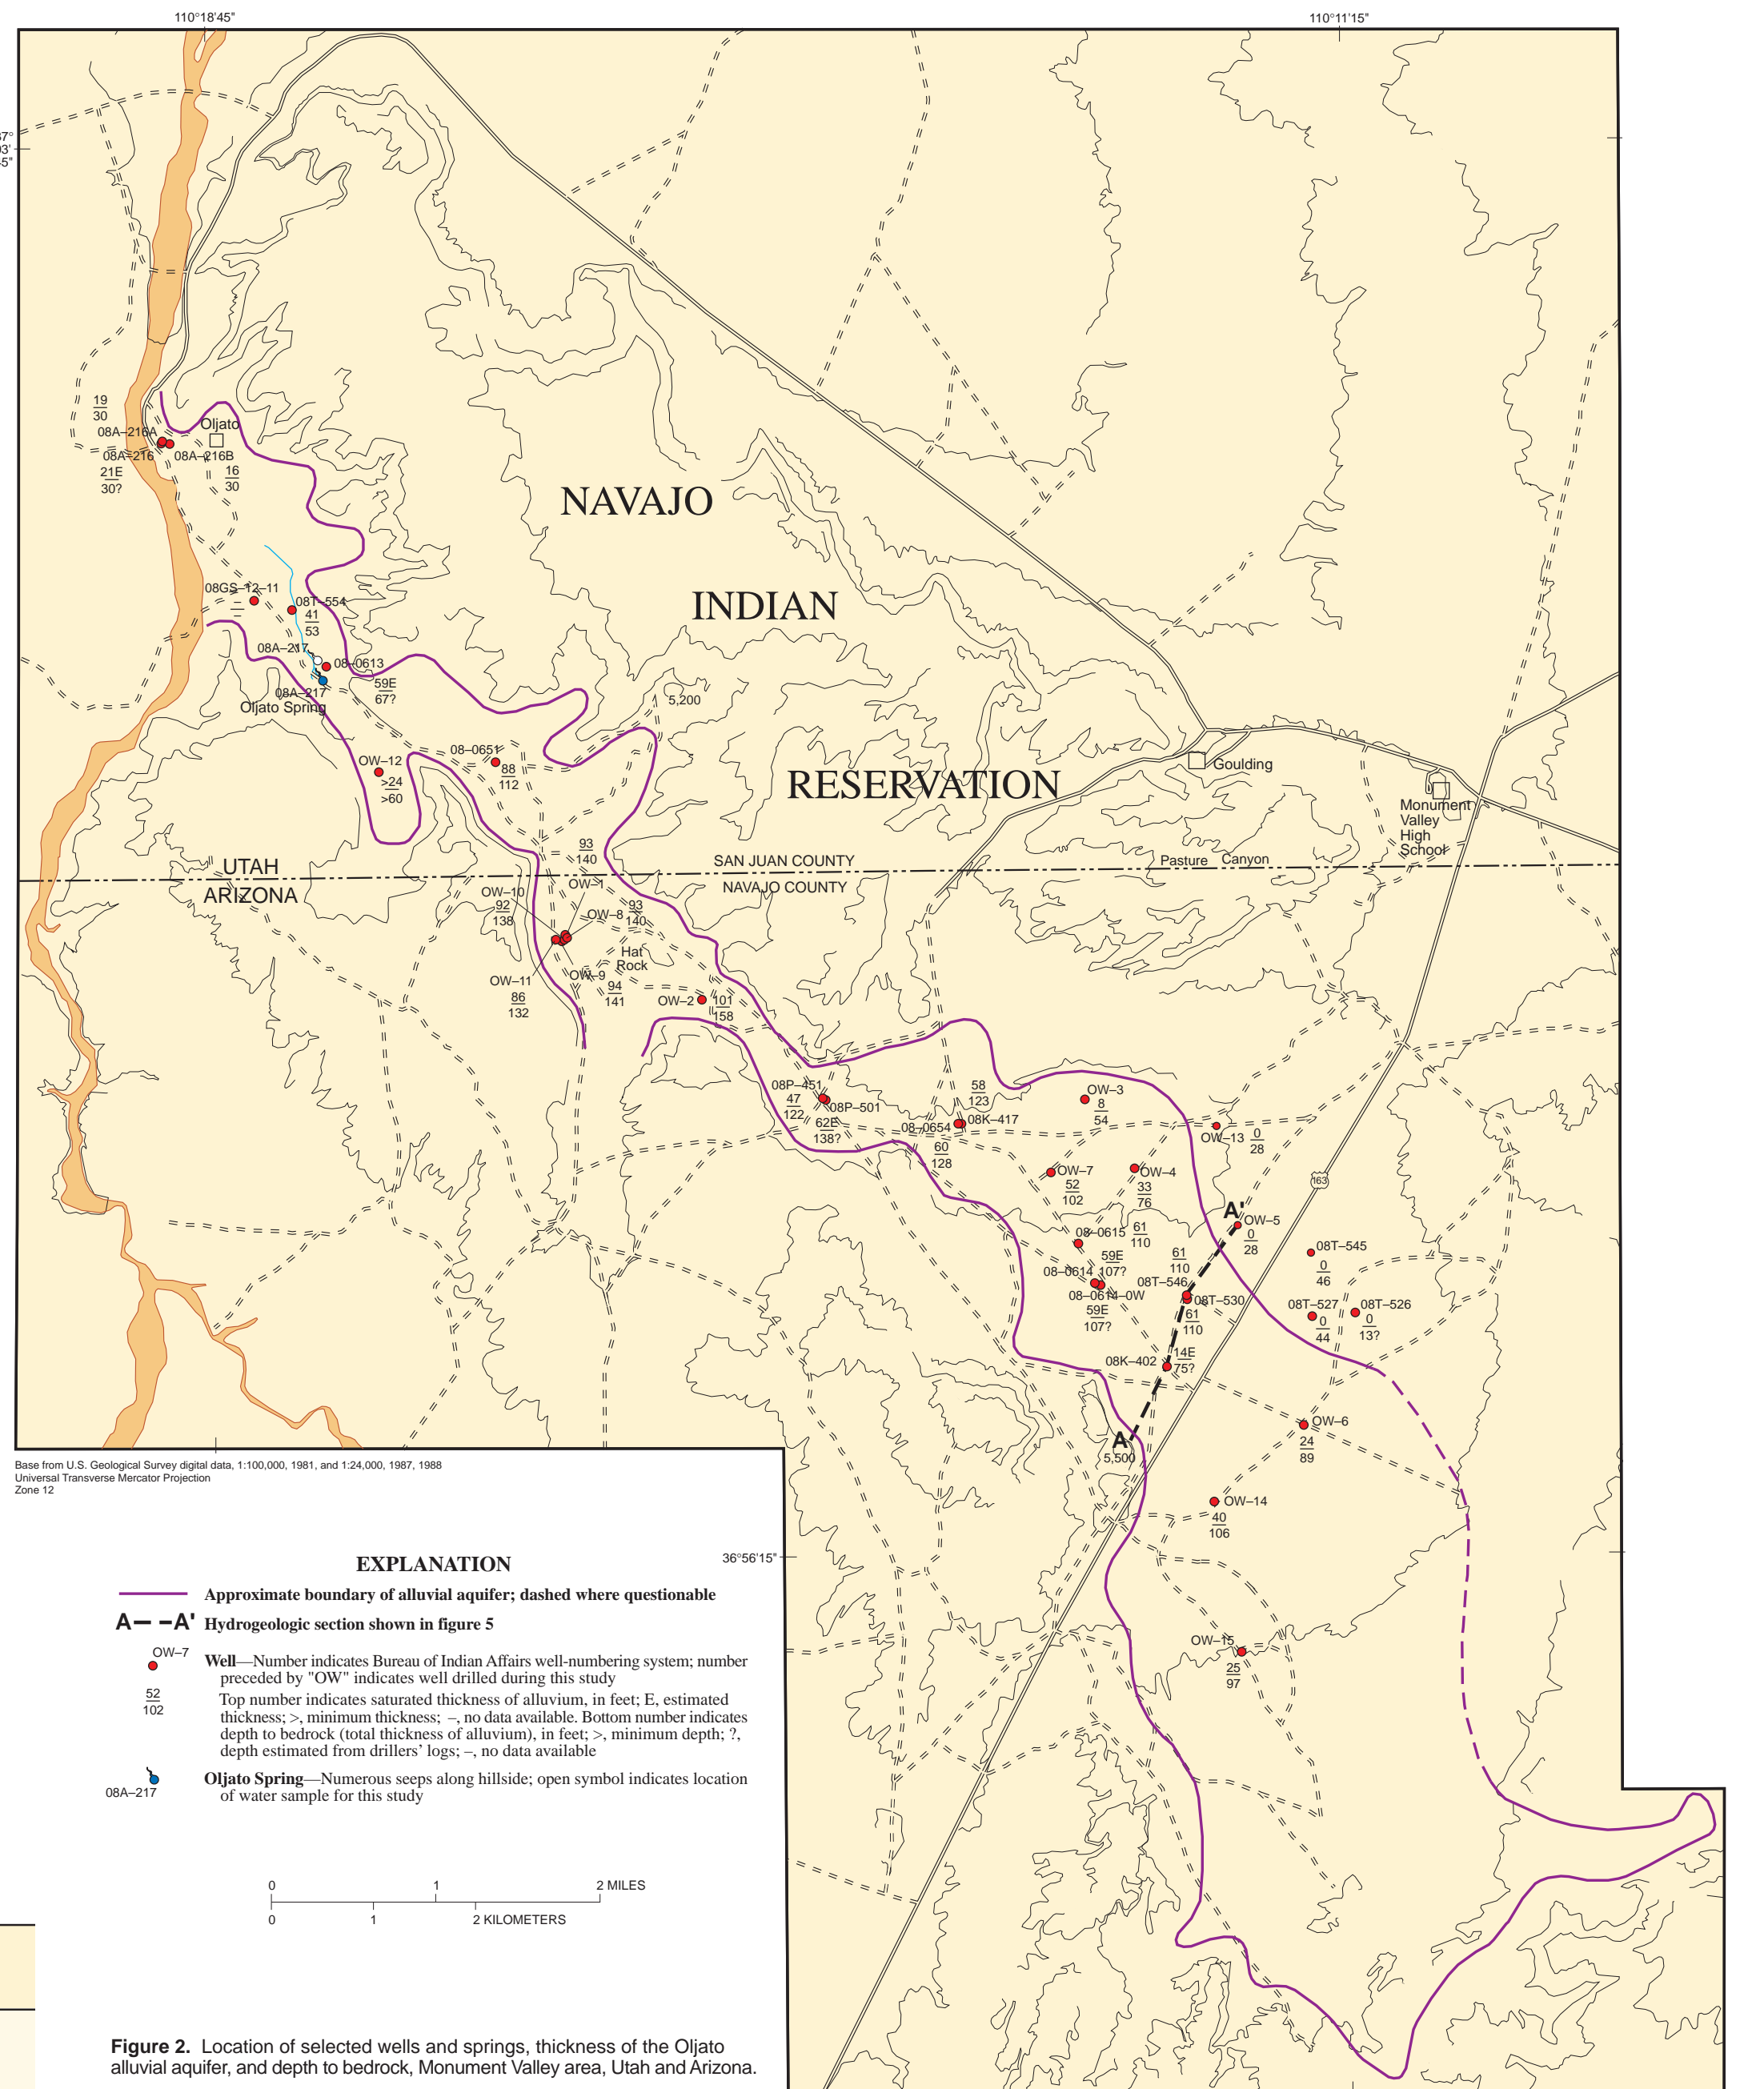 110°18'45"
110°11'15"
37°
03'
45"
19
30
08A–216A
Oljato
08A–216
08A–216B
21E
30?
16
30
NAVAJO
INDIAN
RESERVATION
08GS–12–11
–
–
08T–554
41
53
08A–217
08–0613
59E
67?
08A–217
Oljato Spring
5,200
08–0651
88
112
OW–12
>24
>60
Goulding
Monument
Valley
High
School
93
140
SAN JUAN COUNTY
Pasture Canyon
UTAH
ARIZONA
NAVAJO COUNTY
OW–1
OW–10
92
138
OW–8
93
140
Hat
Rock
OW–9
94
141
OW–11
86
132
OW–2
101
158
08P–451
47
122
08P–501
62E
138?
58
123
08K–417
08–0654
60
128
OW–3
8
54
OW–13
0
28
OW–7
52
102
OW–4
33
76
163
A'
OW–5
0
28
08–0615
61
110
59E
107?
61
110
08–0614
08T–546
08–0614–0W
59E
107?
08T–530
61
110
08T–545
0
46
08T–527
0
44
08T–526
0
13?
08K–402
14E
75?
A
5,500
OW–6
24
89
OW–14
40
106
OW–15
25
97
36°56'15"
Base from U.S. Geological Survey digital data, 1:100,000, 1981, and 1:24,000, 1987, 1988
Universal Transverse Mercator Projection
Zone 12
EXPLANATION
Approximate boundary of alluvial aquifer; dashed where questionable
A– –A' Hydrogeologic section shown in figure 5
OW–7
Well—Number indicates Bureau of Indian Affairs well-numbering system; number
preceded by "OW" indicates well drilled during this study
52
102
Top number indicates saturated thickness of alluvium, in feet; E, estimated
thickness; >, minimum thickness; –, no data available. Bottom number indicates
depth to bedrock (total thickness of alluvium), in feet; >, minimum depth; ?,
depth estimated from drillers' logs; –, no data available
08A–217
Oljato Spring—Numerous seeps along hillside; open symbol indicates location
of water sample for this study
0 1 2 MILES
0 1 2 KILOMETERS
Figure 2. Location of selected wells and springs, thickness of the Oljato
alluvial aquifer, and depth to bedrock, Monument Valley area, Utah and Arizona.